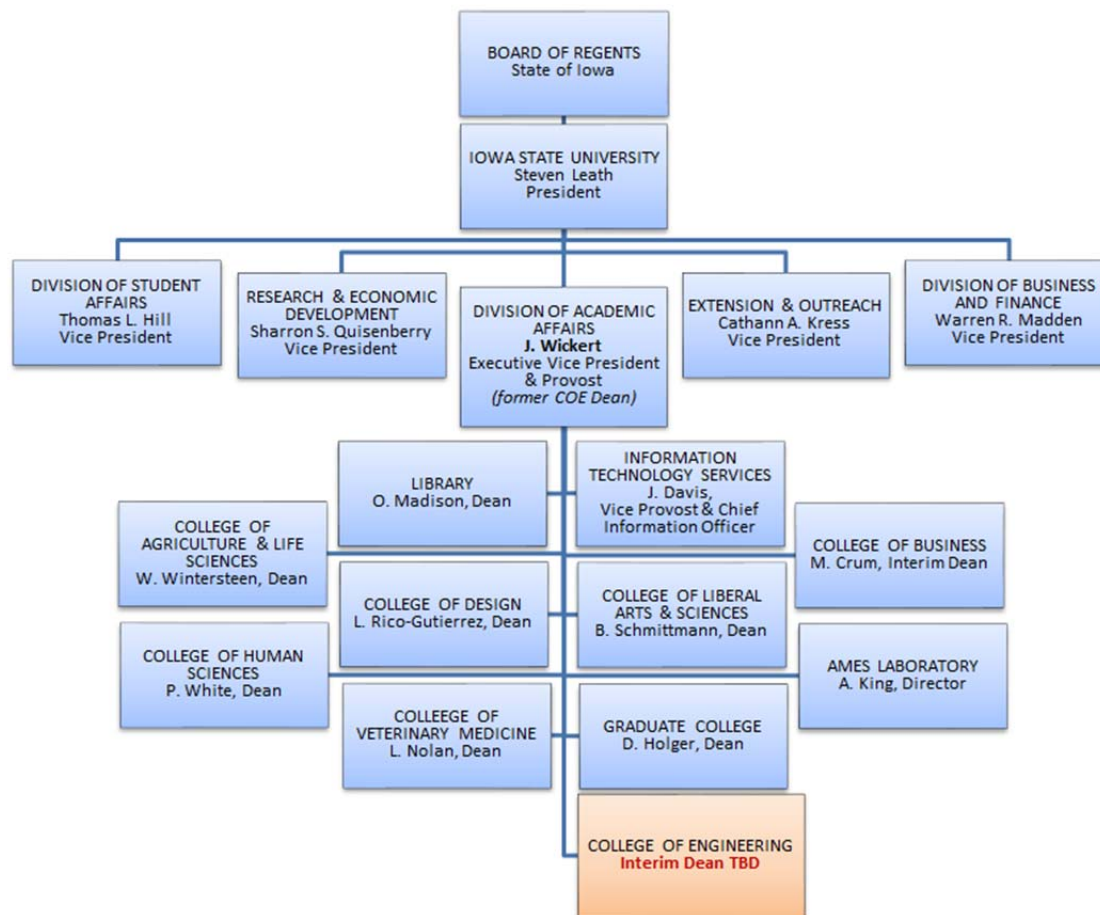 BOARD OF REGENTS
State of Iowa
IOWA STATE UNIVERSITY
Steven Leath
President
DIVISION OF STUDENT
AFFAIRS
Thomas L. Hill
Vice President
RESEARCH & ECONOMIC
DEVELOPMENT
Sharron S. Quisenberry
Vice President
DIVISION OF ACADEMIC
AFFAIRS
J. Wickert
Executive Vice President
& Provost
(former COE Dean)
EXTENSION & OUTREACH
Cathann A. Kress
Vice President
DIVISION OF BUSINESS
AND FINANCE
Warren R. Madden
Vice President
LIBRARY
O. Madison, Dean
INFORMATION
TECHNOLOGY SERVICES
J. Davis,
Vice Provost & Chief
Information Officer
COLLEGE OF
AGRICULTURE & LIFE
SCIENCES
W. Wintersteen, Dean
COLLEGE OF BUSINESS
M. Crum, Interim Dean
COLLEGE OF DESIGN
L. Rico-Gutierrez, Dean
COLLEGE OF LIBERAL
ARTS & SCIENCES
B. Schmittmann, Dean
COLLEGE OF HUMAN
SCIENCES
P. White, Dean
AMES LABORATORY
A. King, Director
COLLEEGE OF
VETERINARY MEDICINE
L. Nolan, Dean
GRADUATE COLLEGE
D. Holger, Dean
COLLEGE OF ENGINEERING
Interim Dean TBD